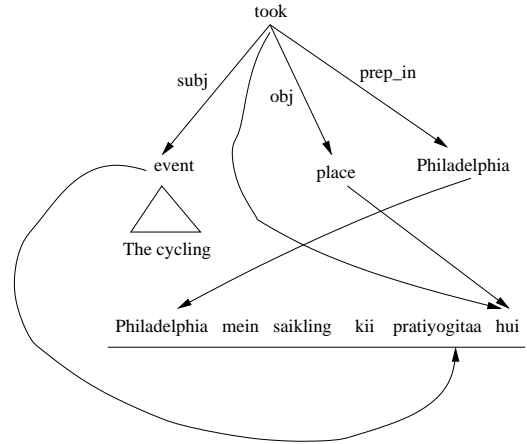 took
subj obj prep_in
event place Philadelphia
The cycling
Philadelphia mein saikling kii pratiyogitaa hui